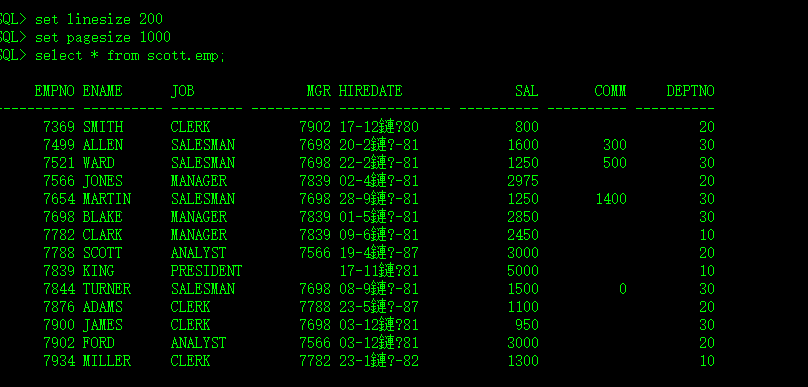 SQL> set linesize 200
SQL> set pagesize 1000
SQL> select * from scott.emp;
EMPNO ENAME JOB MGR HIREDATE SAL COMM DEPTNO
---------- ---------- --------- ---------- -------------- ---------- ---------- ----------
7369 SMITH CLERK 7902 17-12鏈?80 800 20
7499 ALLEN SALESMAN 7698 20-2鏈?-81 1600 300 30
7521 WARD SALESMAN 7698 22-2鏈?-81 1250 500 30
7566 JONES MANAGER 7839 02-4鏈?-81 2975 20
7654 MARTIN SALESMAN 7698 28-9鏈?-81 1250 1400 30
7698 BLAKE MANAGER 7839 01-5鏈?-81 2850 30
7782 CLARK MANAGER 7839 09-6鏈?-81 2450 10
7788 SCOTT ANALYST 7566 19-4鏈?-87 3000 20
7839 KING PRESIDENT 17-11鏈?81 5000 10
7844 TURNER SALESMAN 7698 08-9鏈?-81 1500 0 30
7876 ADAMS CLERK 7788 23-5鏈?-87 1100 20
7900 JAMES CLERK 7698 03-12鏈?81 950 30
7902 FORD ANALYST 7566 03-12鏈?81 3000 20
7934 MILLER CLERK 7782 23-1鏈?-82 1300 10